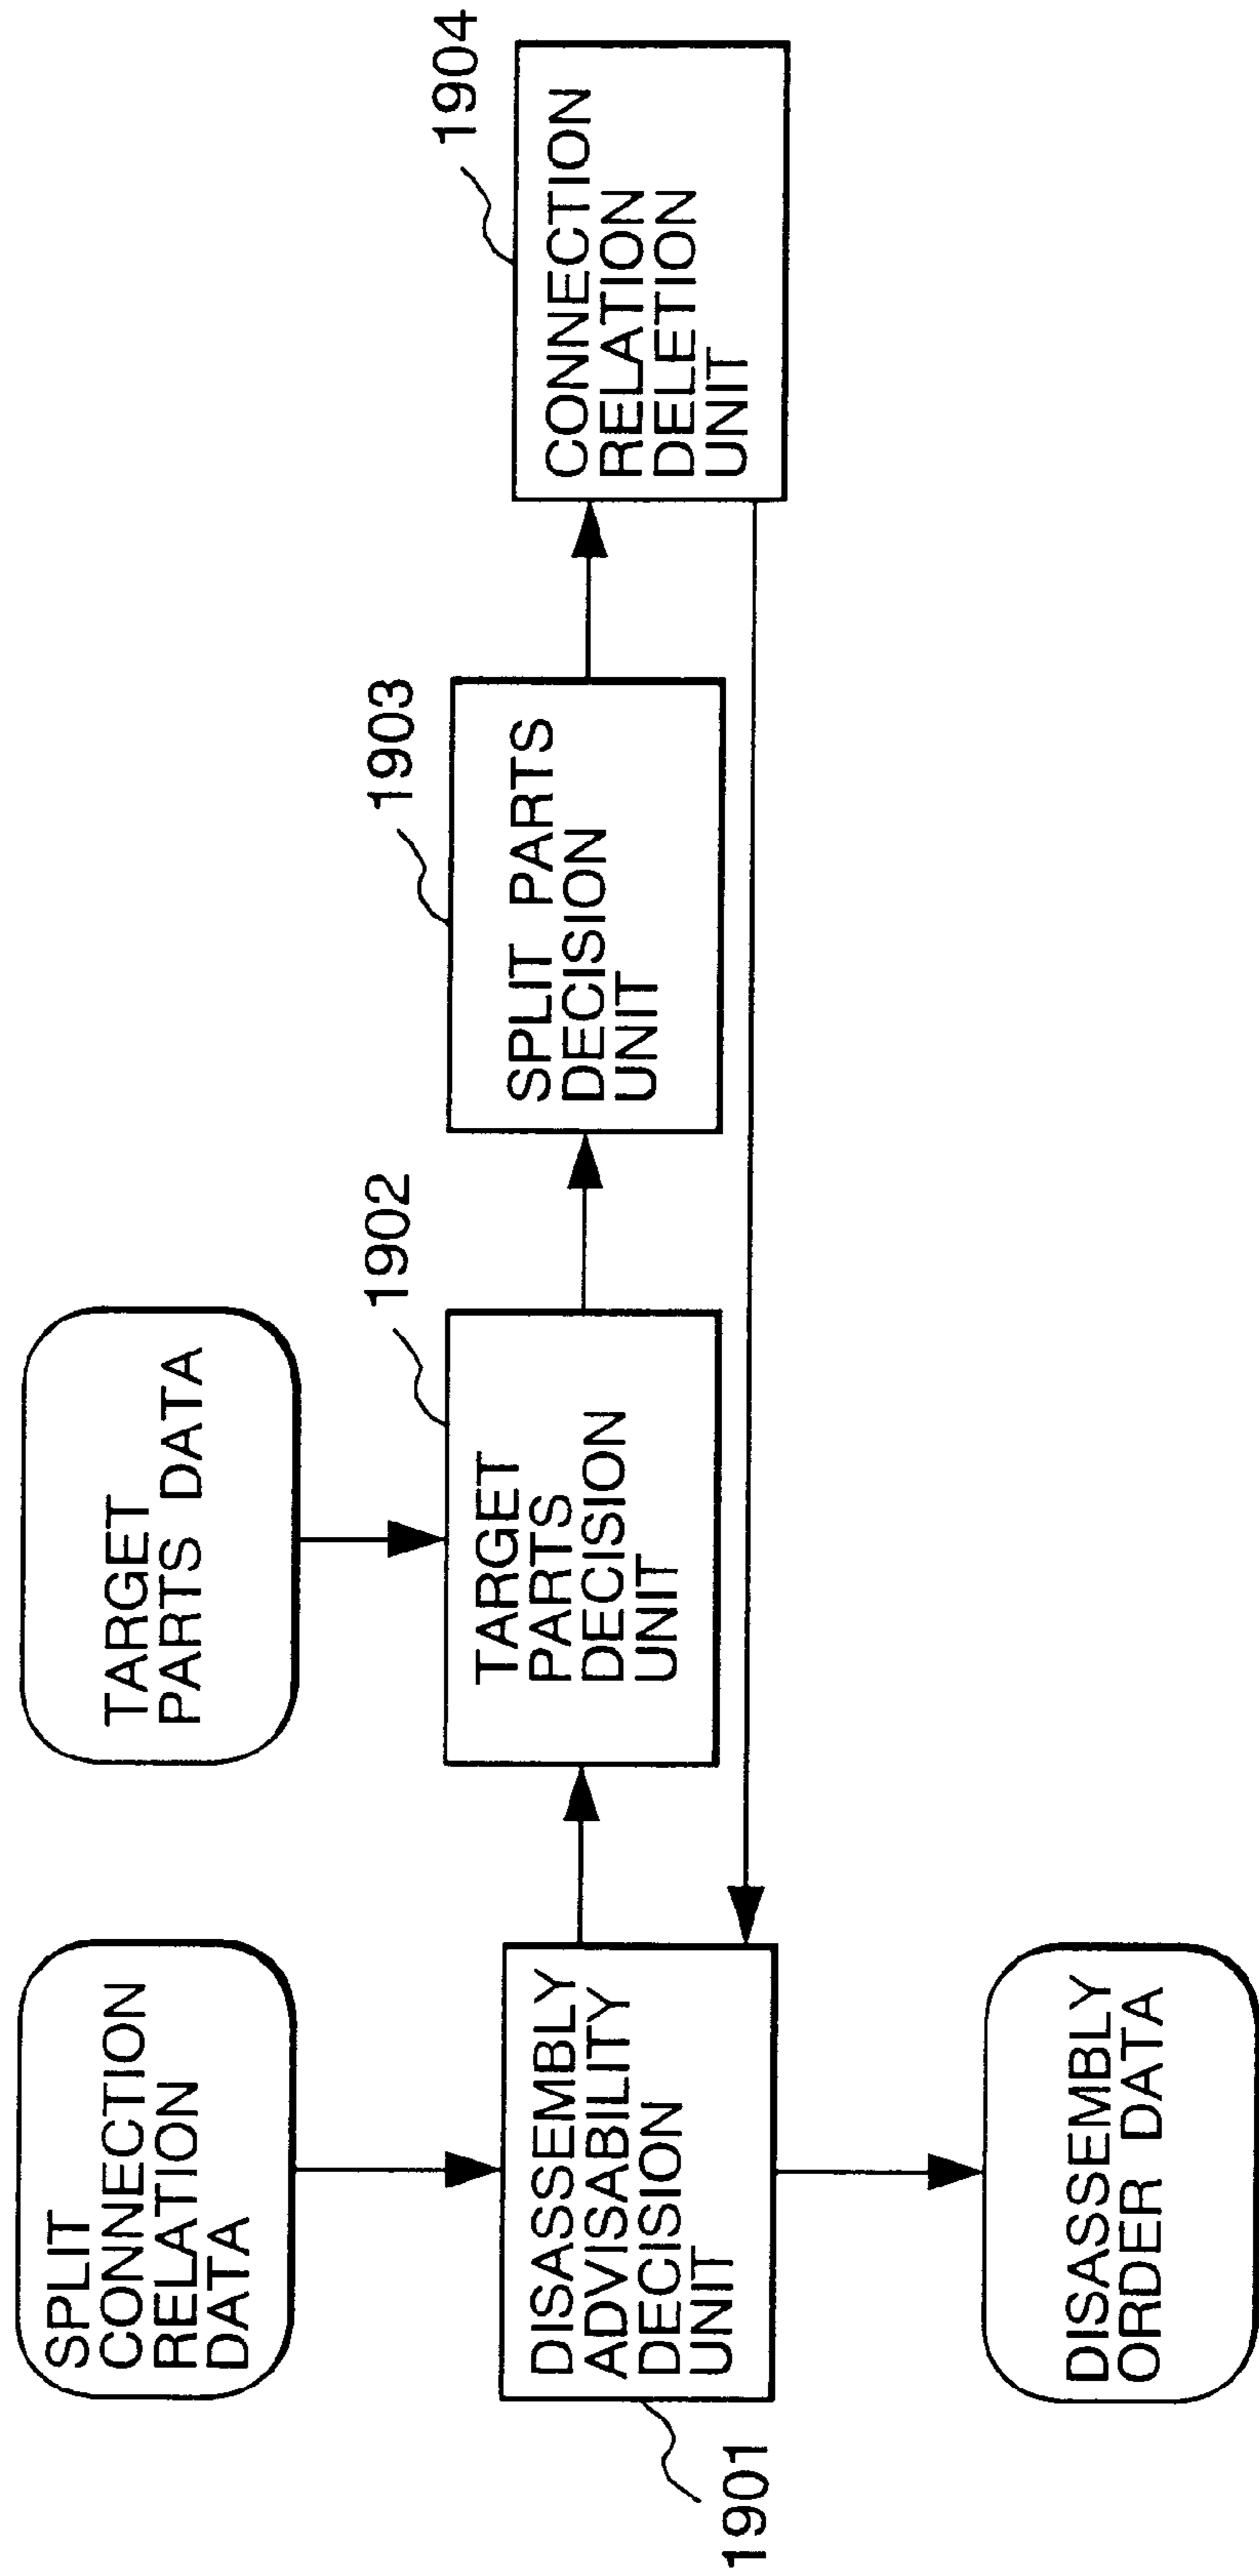 SPLIT
CONNECTION
RELATION
DATA
TARGET
PARTS DATA
1901
DISASSEMBLY
ADVISABILITY
DECISION
UNIT
1902
TARGET
PARTS
DECISION
UNIT
1903
SPLIT PARTS
DECISION
UNIT
1904
CONNECTION
RELATION
DELETION
UNIT
DISASSEMBLY
ORDER DATA